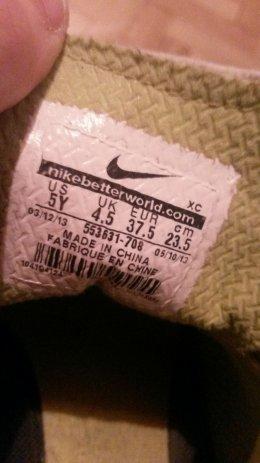 XC
nikebetterworld.com
US UK EUR cm
5Y 4.5 37.5 23.5
03/12/13 05/10/13
553631-708
MADE IN CHINA
FABRIQUE EN CHINE